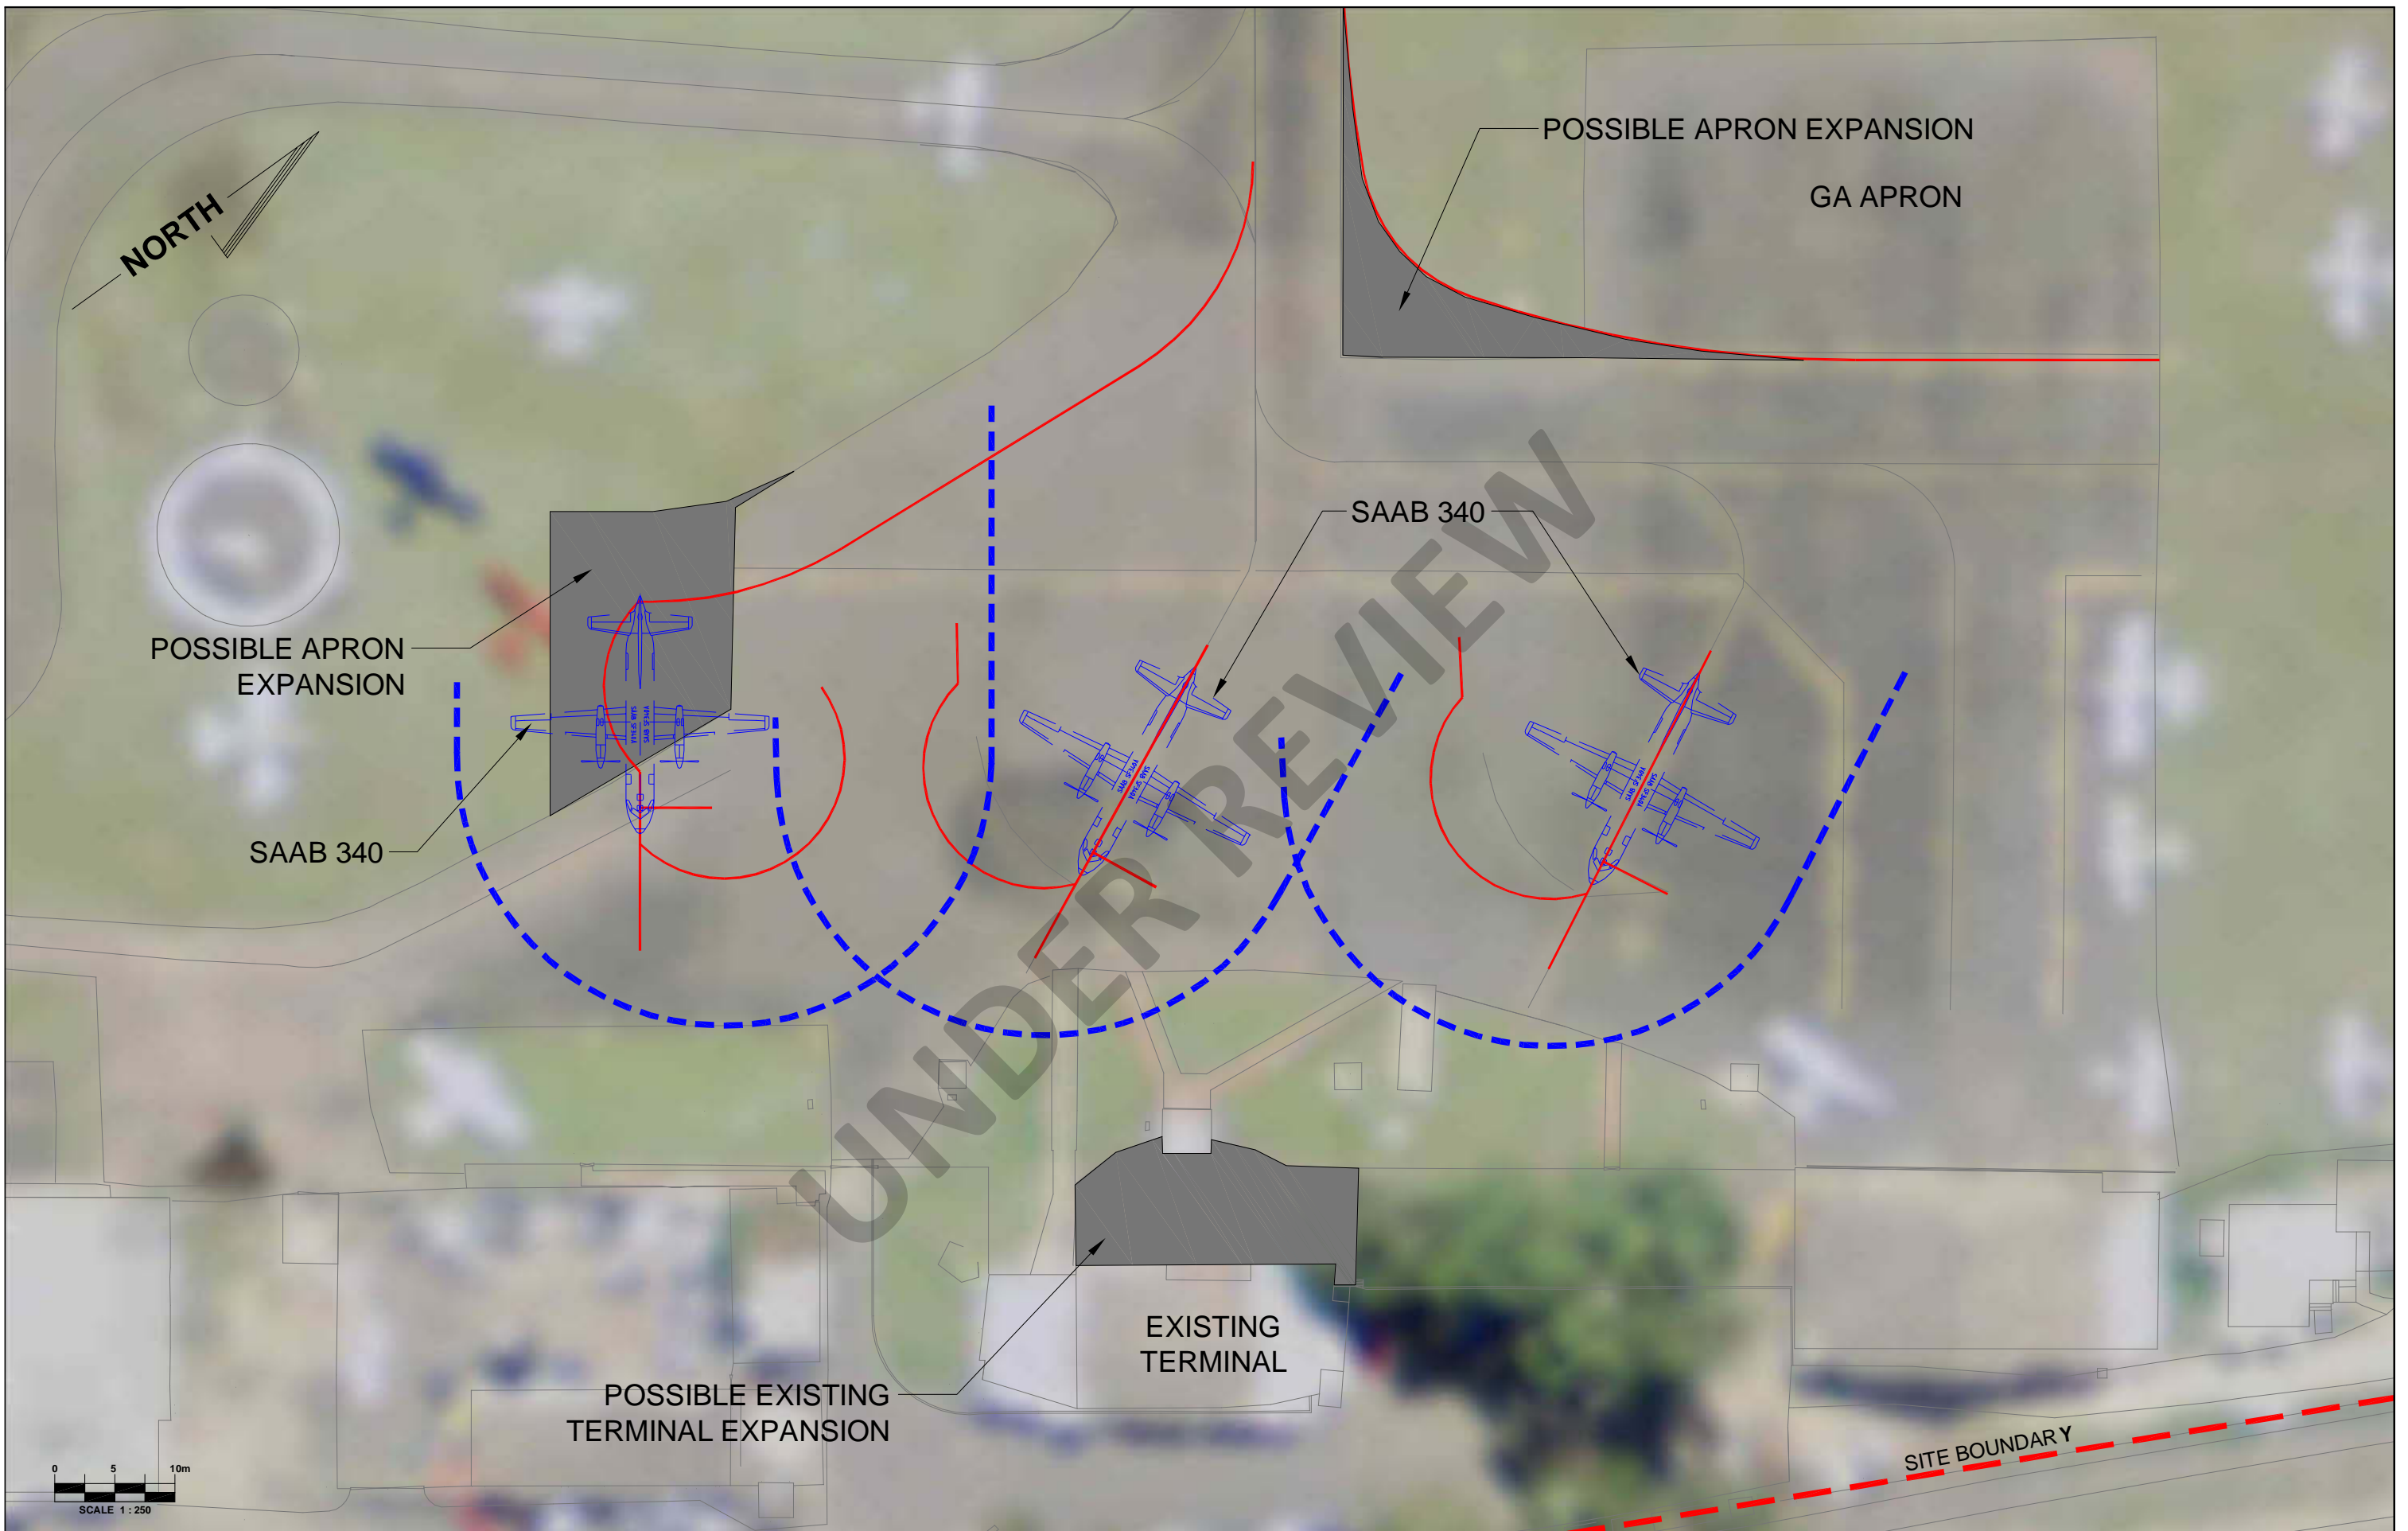 POSSIBLE APRON EXPANSION
GA APRON
NORTH
SAAB 340
POSSIBLE APRON
EXPANSION
SAAB 340
UNDER REVIEW
EXISTING
TERMINAL
POSSIBLE EXISTING
TERMINAL EXPANSION
SITE BOUNDARY
0 5 10m
SCALE 1 : 250